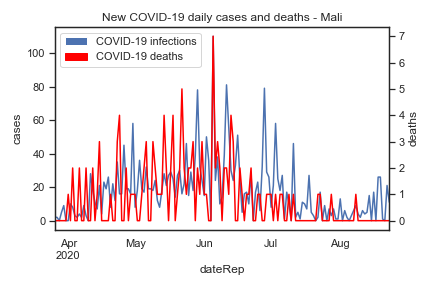 New COVID-19 daily cases and deaths - Mali
COVID-19 infections
COVID-19 deaths
cases
100
80
60
40
20
0
deaths
7
6
5
4
3
2
1
0
Apr
2020
May
Jun
Jul
Aug
dateRep